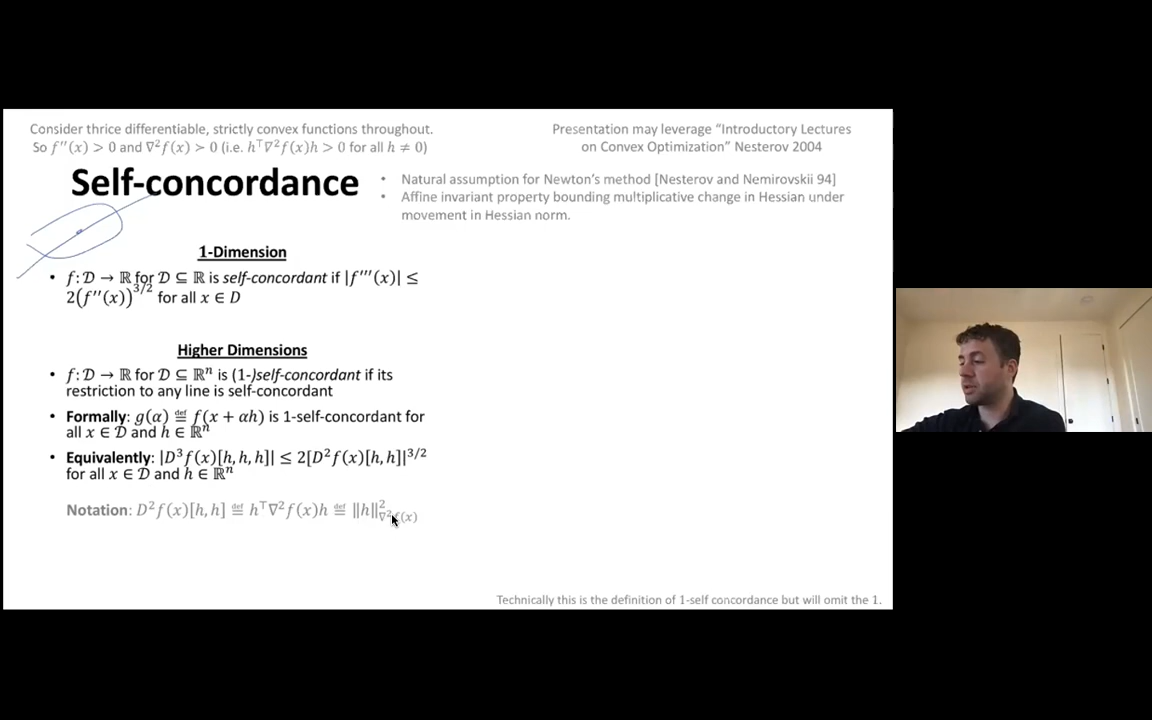 Consider thrice differentiable, strictly convex functions throughout.
So f''(x) > 0 and ∇²f(x) ≻ 0 (i.e. h⊤∇²f(x)h > 0 for all h ≠ 0)
Presentation may leverage “Introductory Lectures
on Convex Optimization” Nesterov 2004
Self-concordance
• Natural assumption for Newton’s method [Nesterov and Nemirovskii 94]
• Affine invariant property bounding multiplicative change in Hessian under
movement in Hessian norm.
1-Dimension
• f: 𝒟 → ℝ for 𝒟 ⊆ ℝ is self-concordant if |f'''(x)| ≤
2(f''(x))^{3/2} for all x ∈ D
Higher Dimensions
• f: 𝒟 → ℝ for 𝒟 ⊆ ℝⁿ is (1-)self-concordant if its
restriction to any line is self-concordant
• Formally: g(α) ≝ f(x + αh) is 1-self-concordant for
all x ∈ 𝒟 and h ∈ ℝⁿ
• Equivalently: |D³f(x)[h, h, h]| ≤ 2[D²f(x)[h, h]|^{3/2}
for all x ∈ 𝒟 and h ∈ ℝⁿ
Notation: D²f(x)[h, h] ≝ h⊤∇²f(x)h ≝ ‖h‖²_{∇²f(x)}
Technically this is the definition of 1-self concordance but will omit the 1.